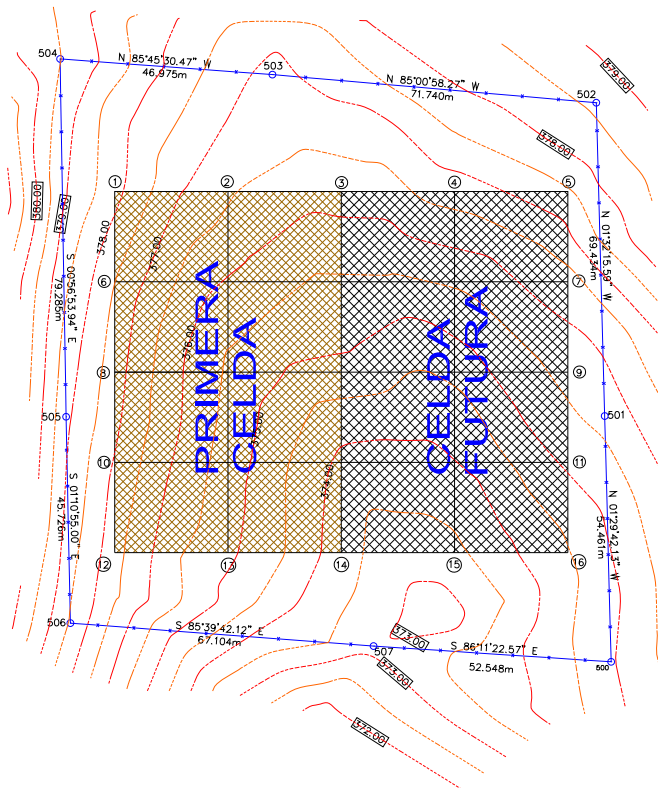 504
N 85°45'30.47" W
46.975m
503
N 85°00'58.27" W
71.740m
502
379.00
378.00
380.00
379.00
378.00
377.00
376.00
375.00
374.00
1
2
3
4
5
6
7
8
9
10
11
12
13
14
15
16
PRIMERA
CELDA
CELDA
FUTURA
N 01°32'15.59" W
69.434m
501
N 01°29'42.13" W
54.461m
S 00°56'53.94" E
79.285m
505
S 01°10'55.00" E
45.726m
506
S 85°39'42.12" E
67.104m
507
S 86°11'22.57" E
52.548m
500
373.00
373.00
372.00